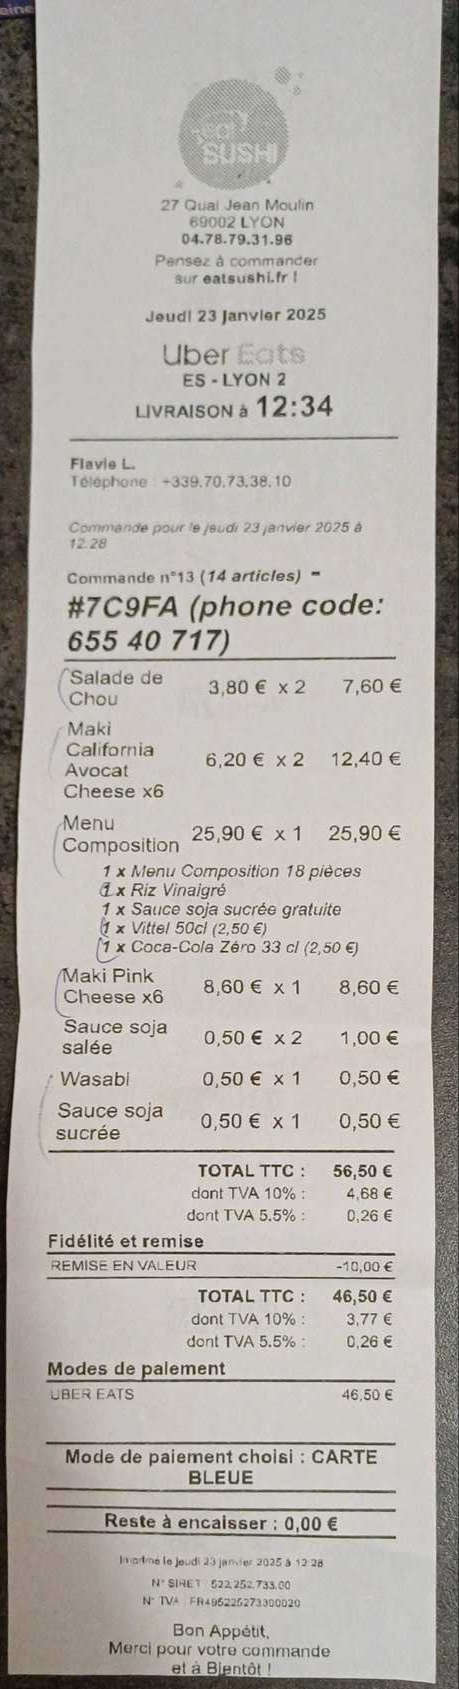 eat
SUSHI
27 Quai Jean Moulin
69002 LYON
04.78.79.31.96
Pensez à commander
sur eatsushi.fr !
Jeudi 23 janvier 2025
Uber Eats
ES - LYON 2
LIVRAISON à 12:34
Flavie L.
Téléphone : +339.70.73.38.10
Commande pour le jeudi 23 janvier 2025 à
12:28
Commande n°13 (14 articles) -
#7C9FA (phone code:
655 40 717)
Salade de
Chou 3,80 € x 2 7,60 €
Maki
California
Avocat
Cheese x6 6,20 € x 2 12,40 €
Menu
Composition 25,90 € x 1 25,90 €
1 x Menu Composition 18 pièces
1 x Riz Vinaigré
1 x Sauce soja sucrée gratuite
1 x Vittel 50cl (2,50 €)
1 x Coca-Cola Zéro 33 cl (2,50 €)
Maki Pink
Cheese x6 8,60 € x 1 8,60 €
Sauce soja
salée 0,50 € x 2 1,00 €
Wasabi 0,50 € x 1 0,50 €
Sauce soja
sucrée 0,50 € x 1 0,50 €
TOTAL TTC : 56,50 €
dont TVA 10% : 4,68 €
dont TVA 5.5% : 0,26 €
Fidélité et remise
REMISE EN VALEUR -10,00 €
TOTAL TTC : 46,50 €
dont TVA 10% : 3,77 €
dont TVA 5.5% : 0,26 €
Modes de paiement
UBER EATS 46,50 €
Mode de paiement choisi : CARTE
BLEUE
Reste à encaisser : 0,00 €
Imprimé le jeudi 23 janvier 2025 à 12:28
N° SIRET : 522.252.733.00
N° TVA : FR49522527330002​0
Bon Appétit,
Merci pour votre commande
et à Bientôt !